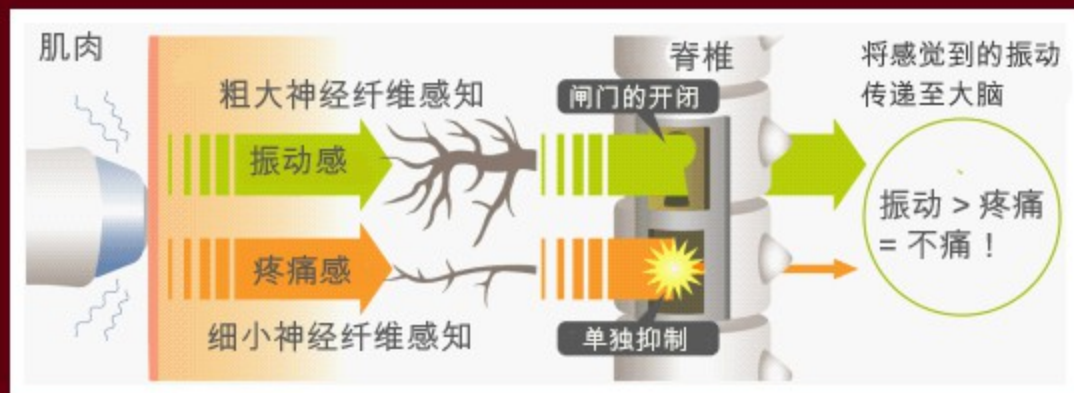 肌肉
粗大神经纤维感知
振动感
疼痛感
细小神经纤维感知
脊椎
闸门的开闭
单独抑制
将感觉到的振动
传递至大脑
振动 > 疼痛
= 不痛！